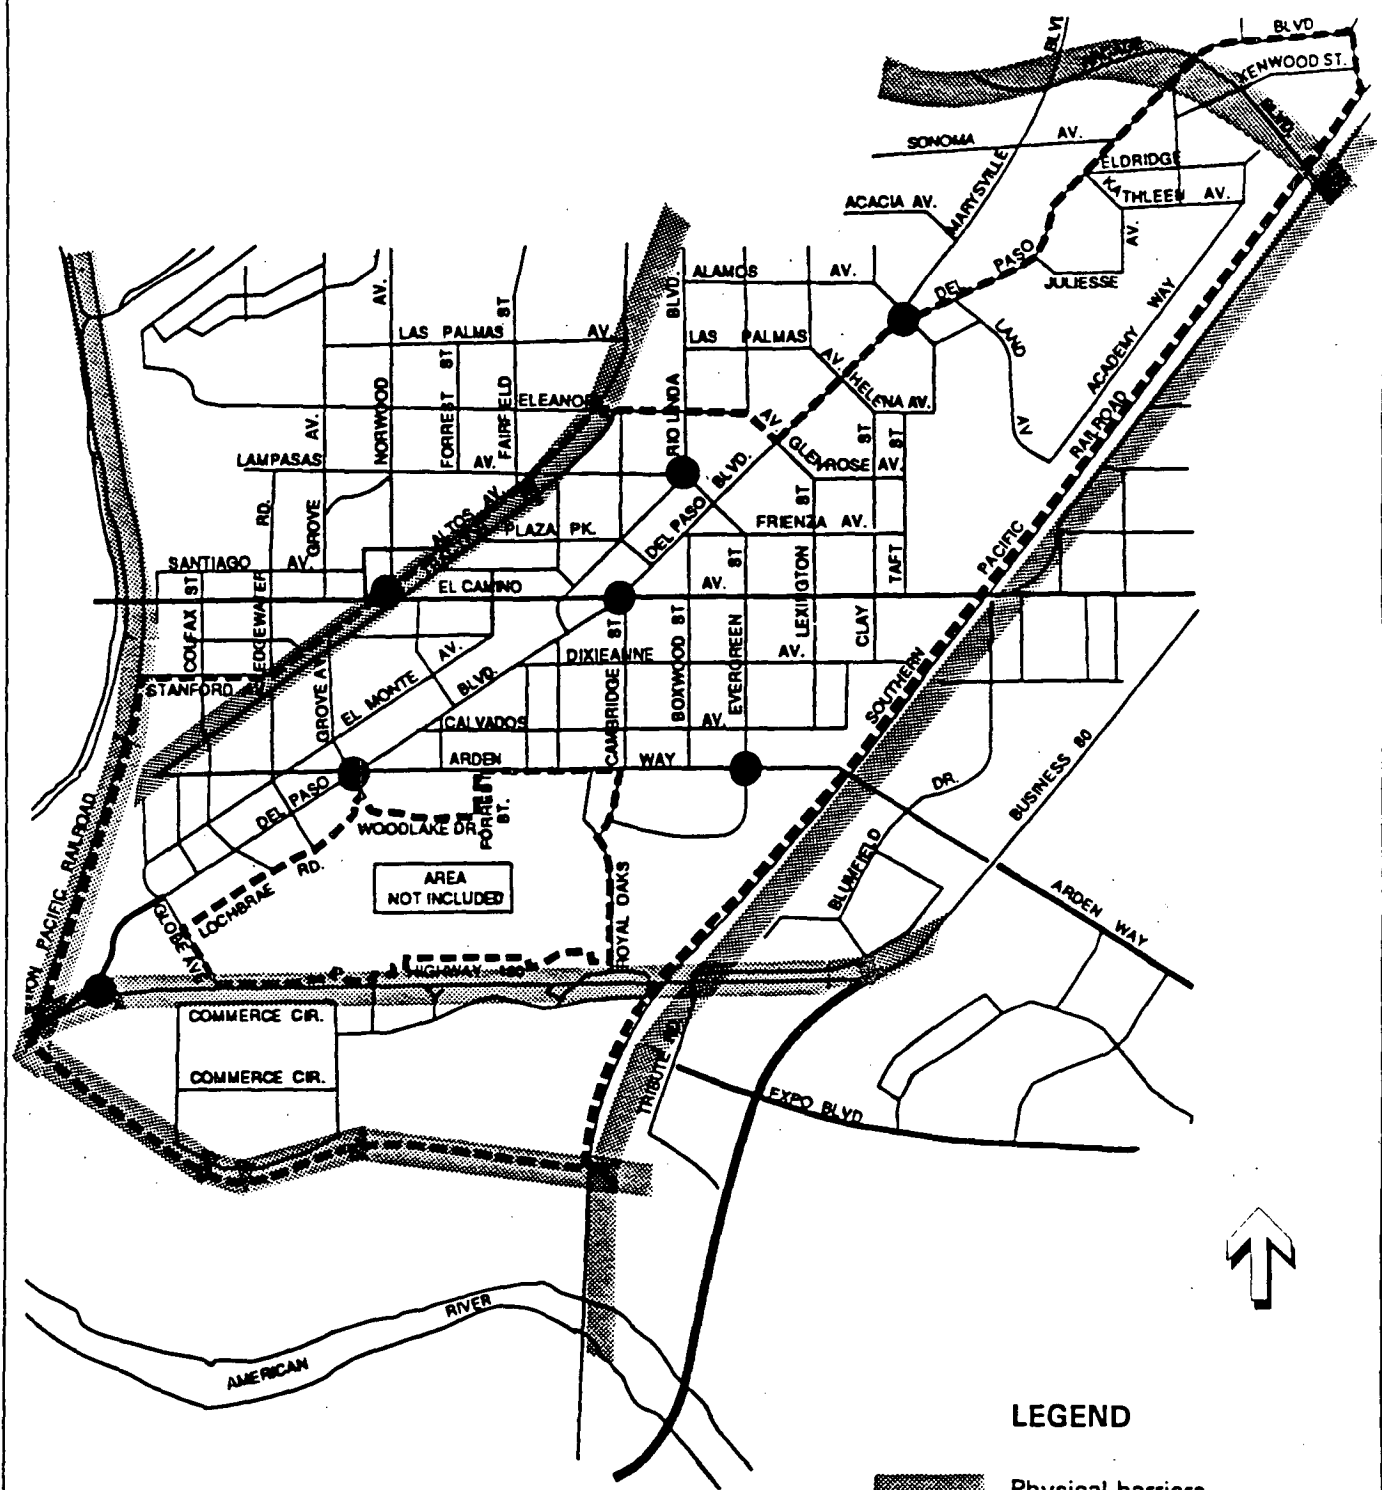 BLVD
BLVD
KENWOOD ST.
ARCADE
BLVD.
SONOMA AV.
MARYSVILLE
ELDRIDGE
KATHLEEN AV.
AV.
ACACIA AV.
DEL PASO
JULIESSE
ALAMOS AV.
RIO LINDA BLVD.
LAND AV
ACADEMY WAY
AV.
NORWOOD
LAS PALMAS AV.
FORREST ST
FAIRFIELD ST
LAS PALMAS AV.
HELENA AV.
ELEANOR
AV.
GLENROSE AV.
ST
ST
RAILROAD
LAMPASAS AV.
GROVE AV.
RD.
EDGEWATER
ALTOS AV.
PLAZA PK.
DEL PASO BLVD.
FRIENZA AV.
LEXINGTON ST
CLAY
TAFT
PACIFIC
SOUTHERN
SANTIAGO AV.
EL CAMINO AV.
COLFAX ST
STANFORD AV.
GROVE AV.
EL MONTE AV.
BLVD.
DIXIEANNE AV.
CAMBRIDGE ST
BOXWOOD ST
EVERGREEN ST
CALVADOS AV.
ARDEN WAY
DEL PASO
WOODLAKE DR.
FORREST ST.
LOCHBRAE RD.
GLOBE AV.
AREA
NOT INCLUDED
ROYAL OAKS
HIGHWAY 160
PACIFIC RAILROAD
DR.
BLUMFIELD
BUSINESS 80
ARDEN WAY
COMMERCE CIR.
COMMERCE CIR.
TRIBUTE RD.
EXPO BLVD
AMERICAN RIVER
LEGEND
Physical barriers